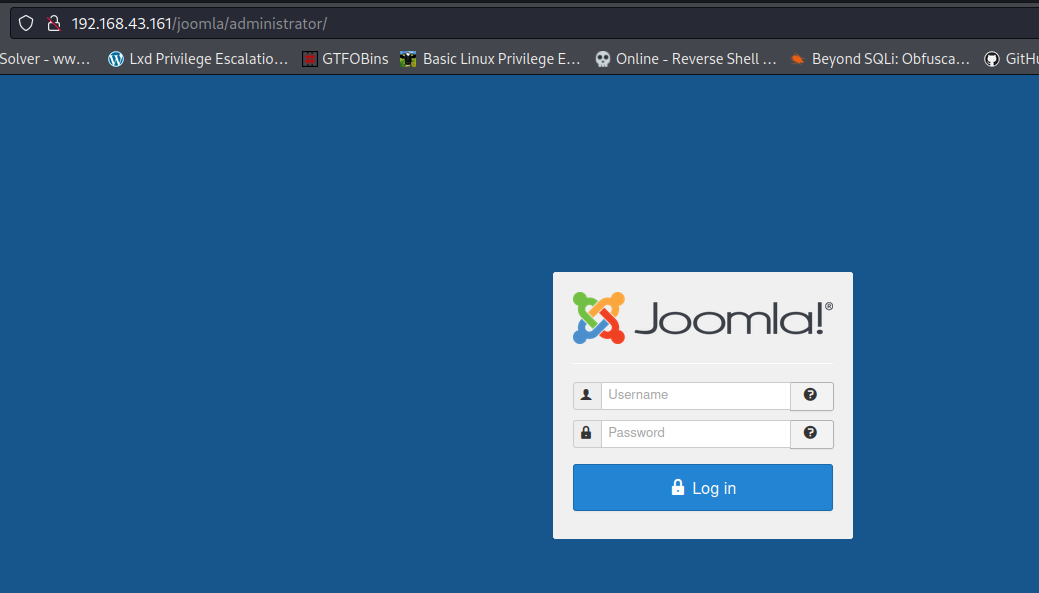 192.168.43.161/joomla/administrator/
Solver - ww... Lxd Privilege Escalatio... GTFOBins Basic Linux Privilege E... Online - Reverse Shell ... Beyond SQLi: Obfusca... GitHu
Joomla!®
Username
Password
Log in